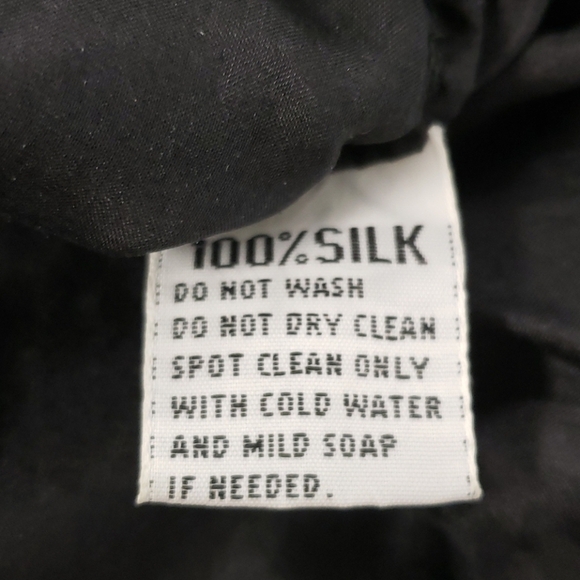 100% SILK
DO NOT WASH
DO NOT DRY CLEAN
SPOT CLEAN ONLY
WITH COLD WATER
AND MILD SOAP
IF NEEDED.